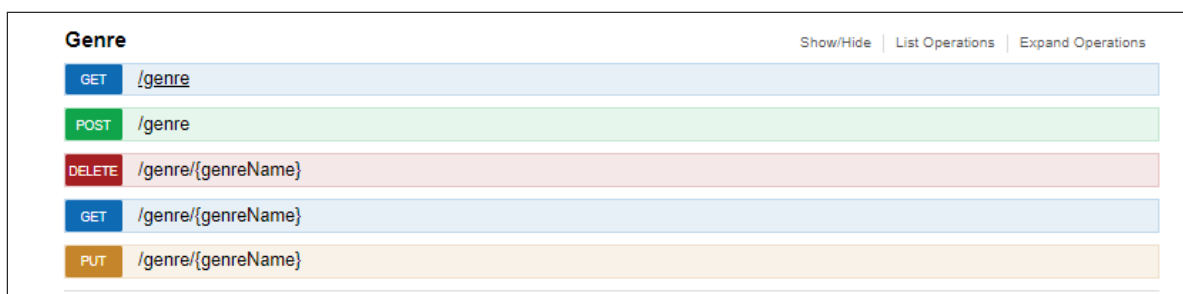 Genre Show/Hide List Operations Expand Operations
GET /genre
POST /genre
DELETE /genre/{genreName}
GET /genre/{genreName}
PUT /genre/{genreName}